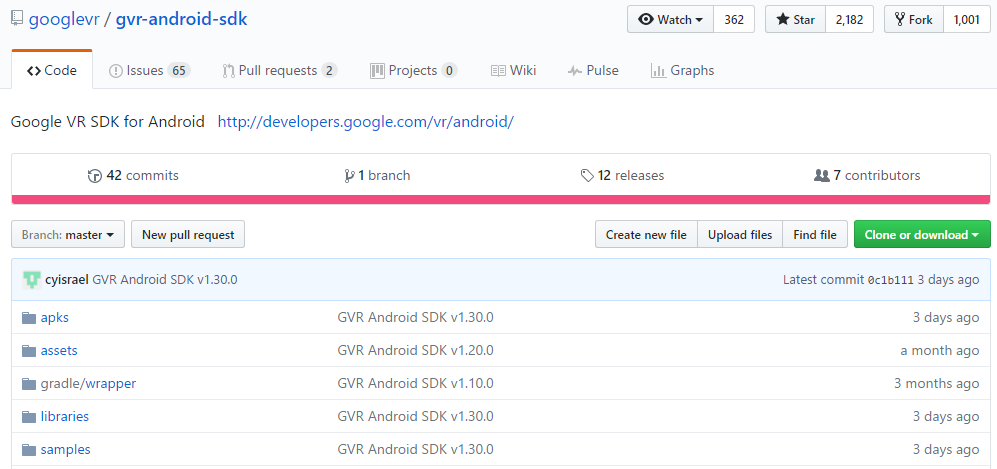 googlevr / gvr-android-sdk Watch 362 Star 2,182 Fork 1,001
Code Issues 65 Pull requests 2 Projects 0 Wiki Pulse Graphs
Google VR SDK for Android http://developers.google.com/vr/android/
42 commits 1 branch 12 releases 7 contributors
Branch: master New pull request Create new file Upload files Find file Clone or download
cyisrael GVR Android SDK v1.30.0 Latest commit 0c1b111 3 days ago
apks GVR Android SDK v1.30.0 3 days ago
assets GVR Android SDK v1.20.0 a month ago
gradle/wrapper GVR Android SDK v1.10.0 3 months ago
libraries GVR Android SDK v1.30.0 3 days ago
samples GVR Android SDK v1.30.0 3 days ago